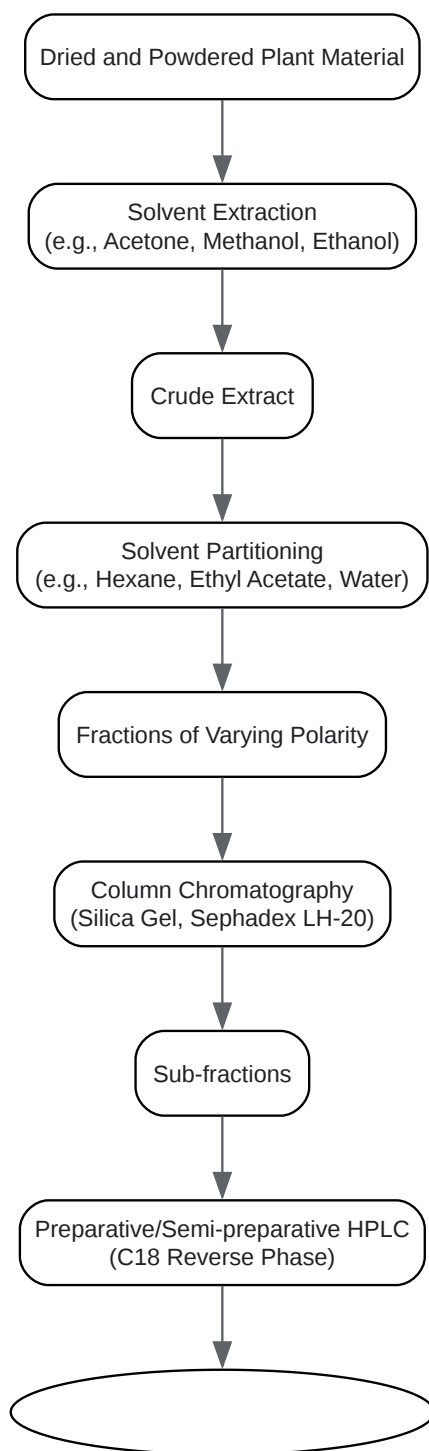 Dried and Powdered Plant Material
Solvent Extraction
(e.g., Acetone, Methanol, Ethanol)
Crude Extract
Solvent Partitioning
(e.g., Hexane, Ethyl Acetate, Water)
Fractions of Varying Polarity
Column Chromatography
(Silica Gel, Sephadex LH-20)
Sub-fractions
Preparative/Semi-preparative HPLC
(C18 Reverse Phase)